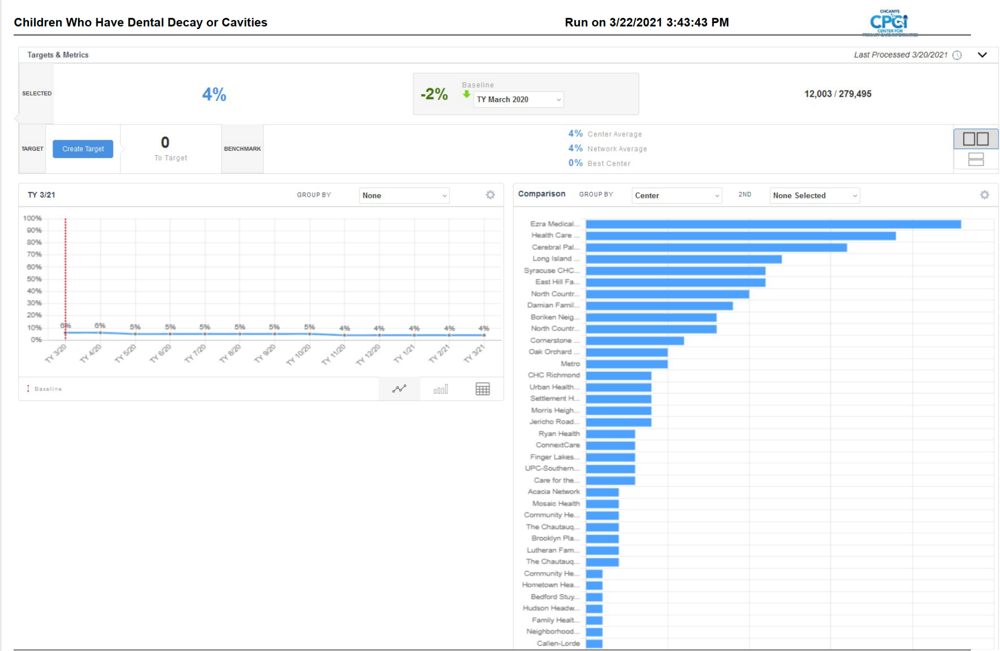 Children Who Have Dental Decay or Cavities
Run on 3/22/2021 3:43:43 PM
CHCANYS
CPCi
CENTER FOR
PRIMARY CARE INFORMATICS
Targets & Metrics
Last Processed 3/20/2021
SELECTED
4%
-2%
Baseline
TY March 2020
12,003 / 279,495
TARGET
Create Target
0
To Target
BENCHMARK
4% Center Average
4% Network Average
0% Best Center
TY 3/21
GROUP BY
None
100%
90%
80%
70%
60%
50%
40%
30%
20%
10%
0%
6% 6% 5% 5% 5% 5% 5% 5% 4% 4% 4% 4% 4%
TY 3/20 TY 4/20 TY 5/20 TY 6/20 TY 7/20 TY 8/20 TY 9/20 TY 10/20 TY 11/20 TY 12/20 TY 1/21 TY 2/21 TY 3/21
Baseline
Comparison GROUP BY Center 2ND None Selected
Ezra Medical...
Health Care ...
Cerebral Pal...
Long Island ...
Syracuse CHC...
East Hill Fa...
North Countr...
Damian Famil...
Boriken Neig...
North Countr...
Cornerstone ...
Oak Orchard ...
Metro
CHC Richmond
Urban Health...
Settlement H...
Morris Heigh...
Jericho Road...
Ryan Health
ConnextCare
Finger Lakes...
UPC-Southern...
Care for the...
Acacia Network
Mosaic Health
Community He...
The Chautauq...
Brooklyn Pla...
Lutheran Fam...
The Chautauq...
Community He...
Hometown Hea...
Bedford Stuy...
Hudson Headw...
Family Healt...
Neighborhood...
Callen-Lorde